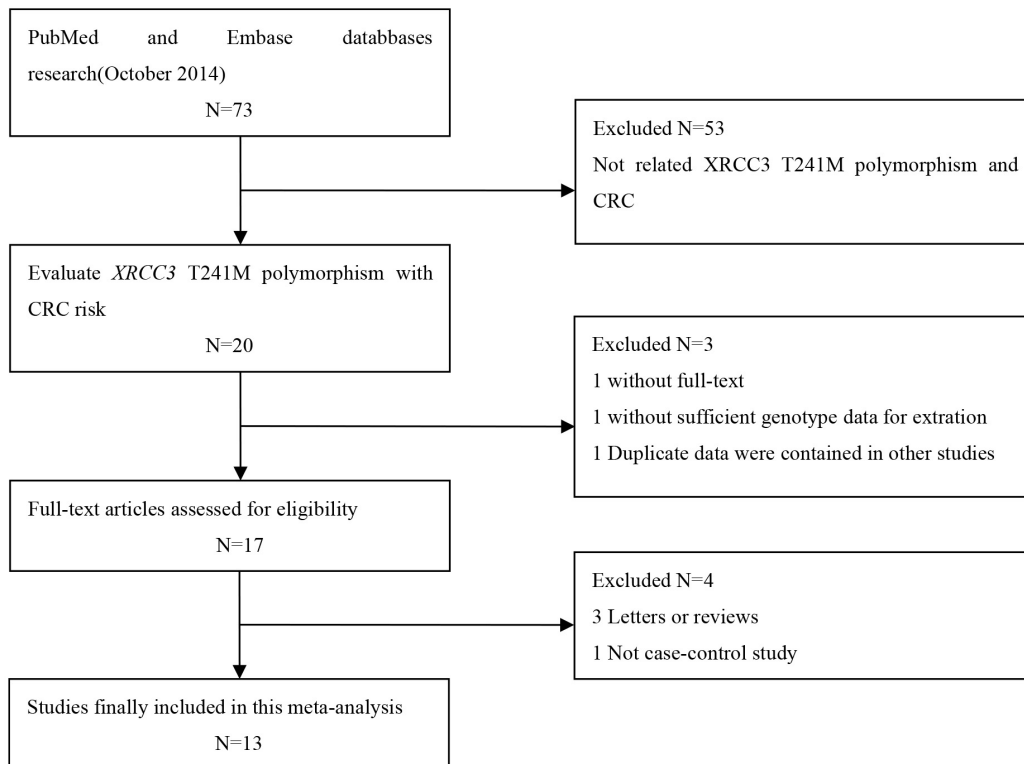 PubMed and Embase databbases
research(October 2014)
N=73
Excluded N=53
Not related XRCC3 T241M polymorphism and
CRC
Evaluate XRCC3 T241M polymorphism with
CRC risk
N=20
Excluded N=3
1 without full-text
1 without sufficient genotype data for extration
1 Duplicate data were contained in other studies
Full-text articles assessed for eligibility
N=17
Excluded N=4
3 Letters or reviews
1 Not case-control study
Studies finally included in this meta-analysis
N=13